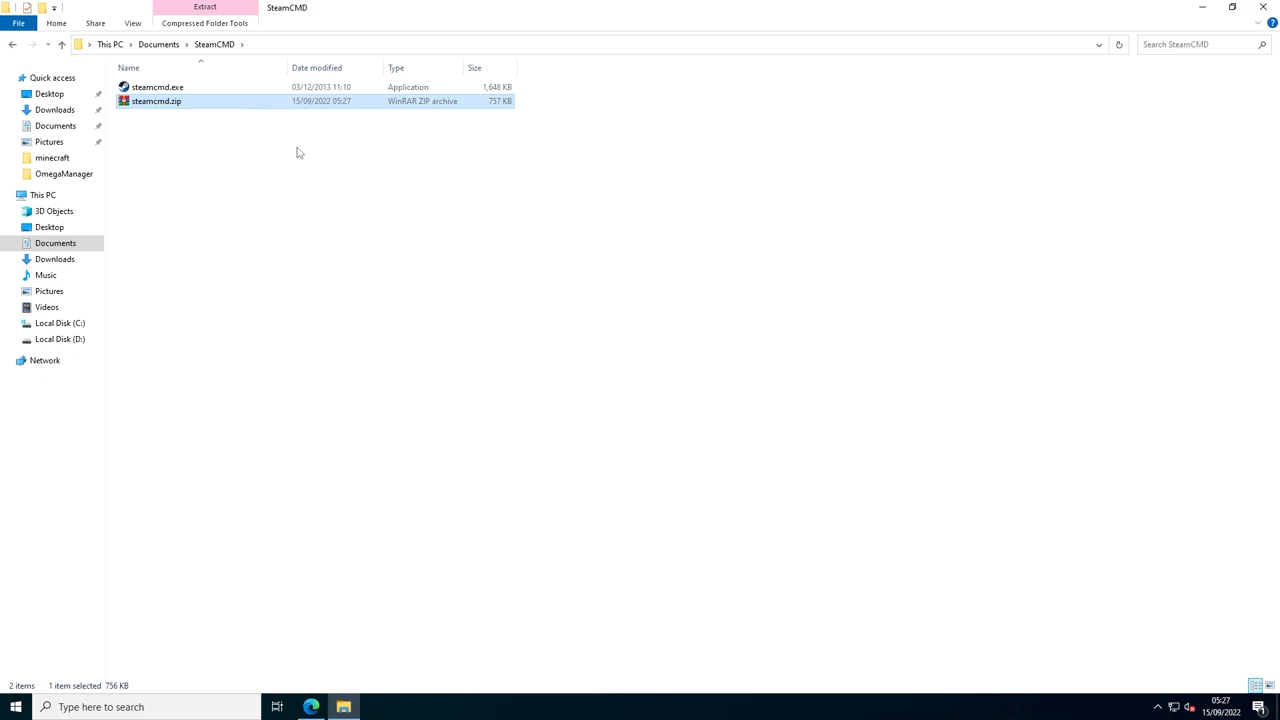 Extract
SteamCMD
File
Home
Share
View
Compressed Folder Tools
This PC
Documents
SteamCMD
Search SteamCMD
Name
Date modified
Type
Size
steamcmd.exe
03/12/2013 11:10
Application
1,648 KB
steamcmd.zip
15/09/2022 05:27
WinRAR ZIP archive
757 KB
Quick access
Desktop
Downloads
Documents
Pictures
minecraft
OmegaManager
This PC
3D Objects
Desktop
Documents
Downloads
Music
Pictures
Videos
Local Disk (C:)
Local Disk (D:)
Network
2 items
1 item selected 756 KB
Type here to search
05:27
15/09/2022
1